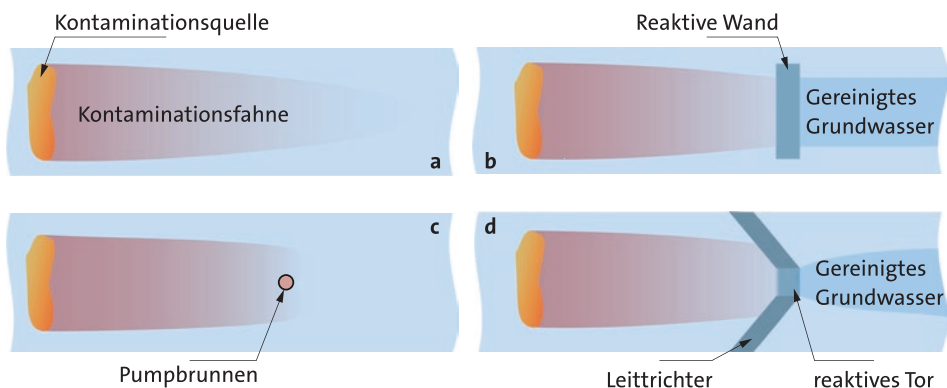 Kontaminationsquelle
Kontaminationsfahne
a
Reaktive Wand
Gereinigtes
Grundwasser
b
c
Pumpbrunnen
d
Gereinigtes
Grundwasser
Leittrichter
reaktives Tor